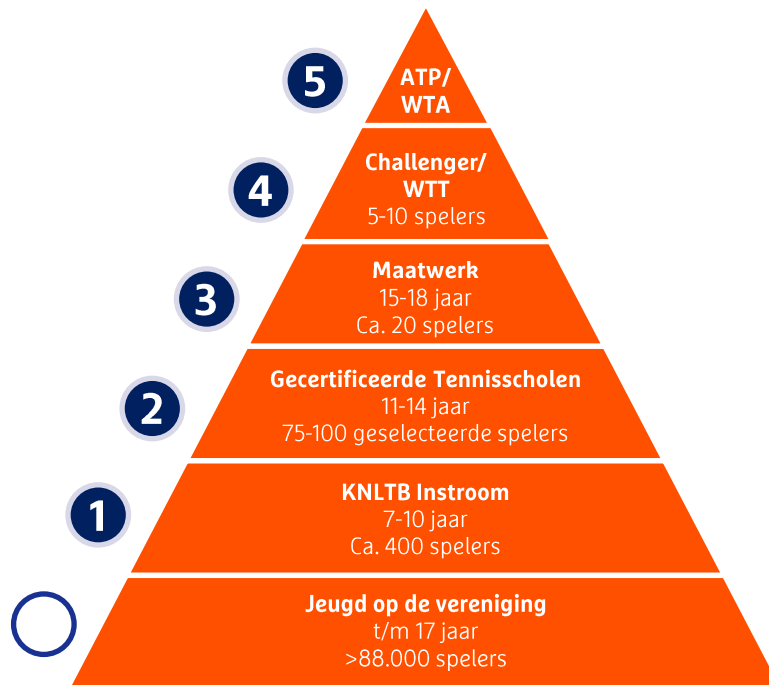 5
ATP/
WTA
4
Challenger/
WTT
5-10 spelers
3
Maatwerk
15-18 jaar
Ca. 20 spelers
2
Gecertificeerde Tennisscholen
11-14 jaar
75-100 geselecteerde spelers
1
KNLTB Instroom
7-10 jaar
Ca. 400 spelers
Jeugd op de vereniging
t/m 17 jaar
>88.000 spelers